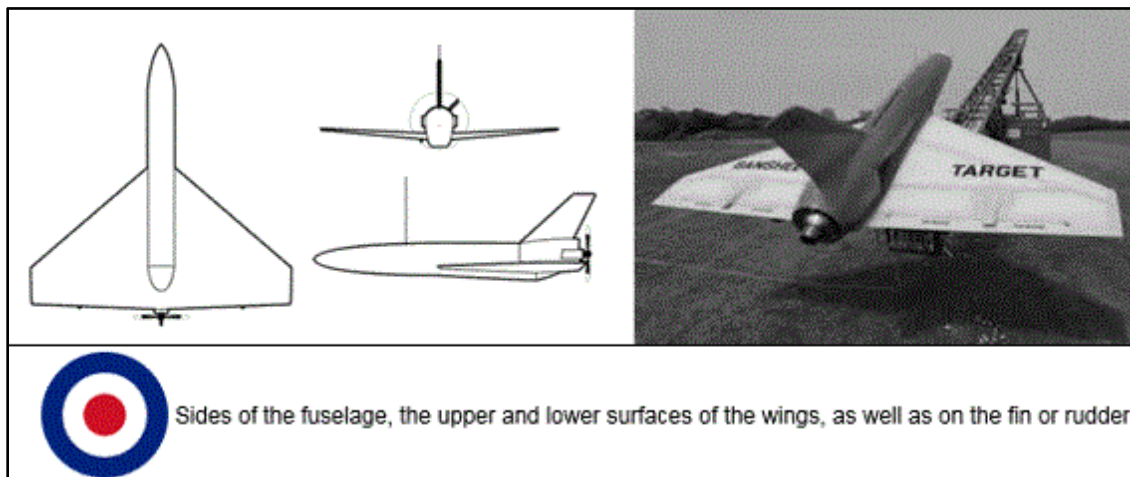 BANSHEE
TARGET
Sides of the fuselage, the upper and lower surfaces of the wings, as well as on the fin or rudder